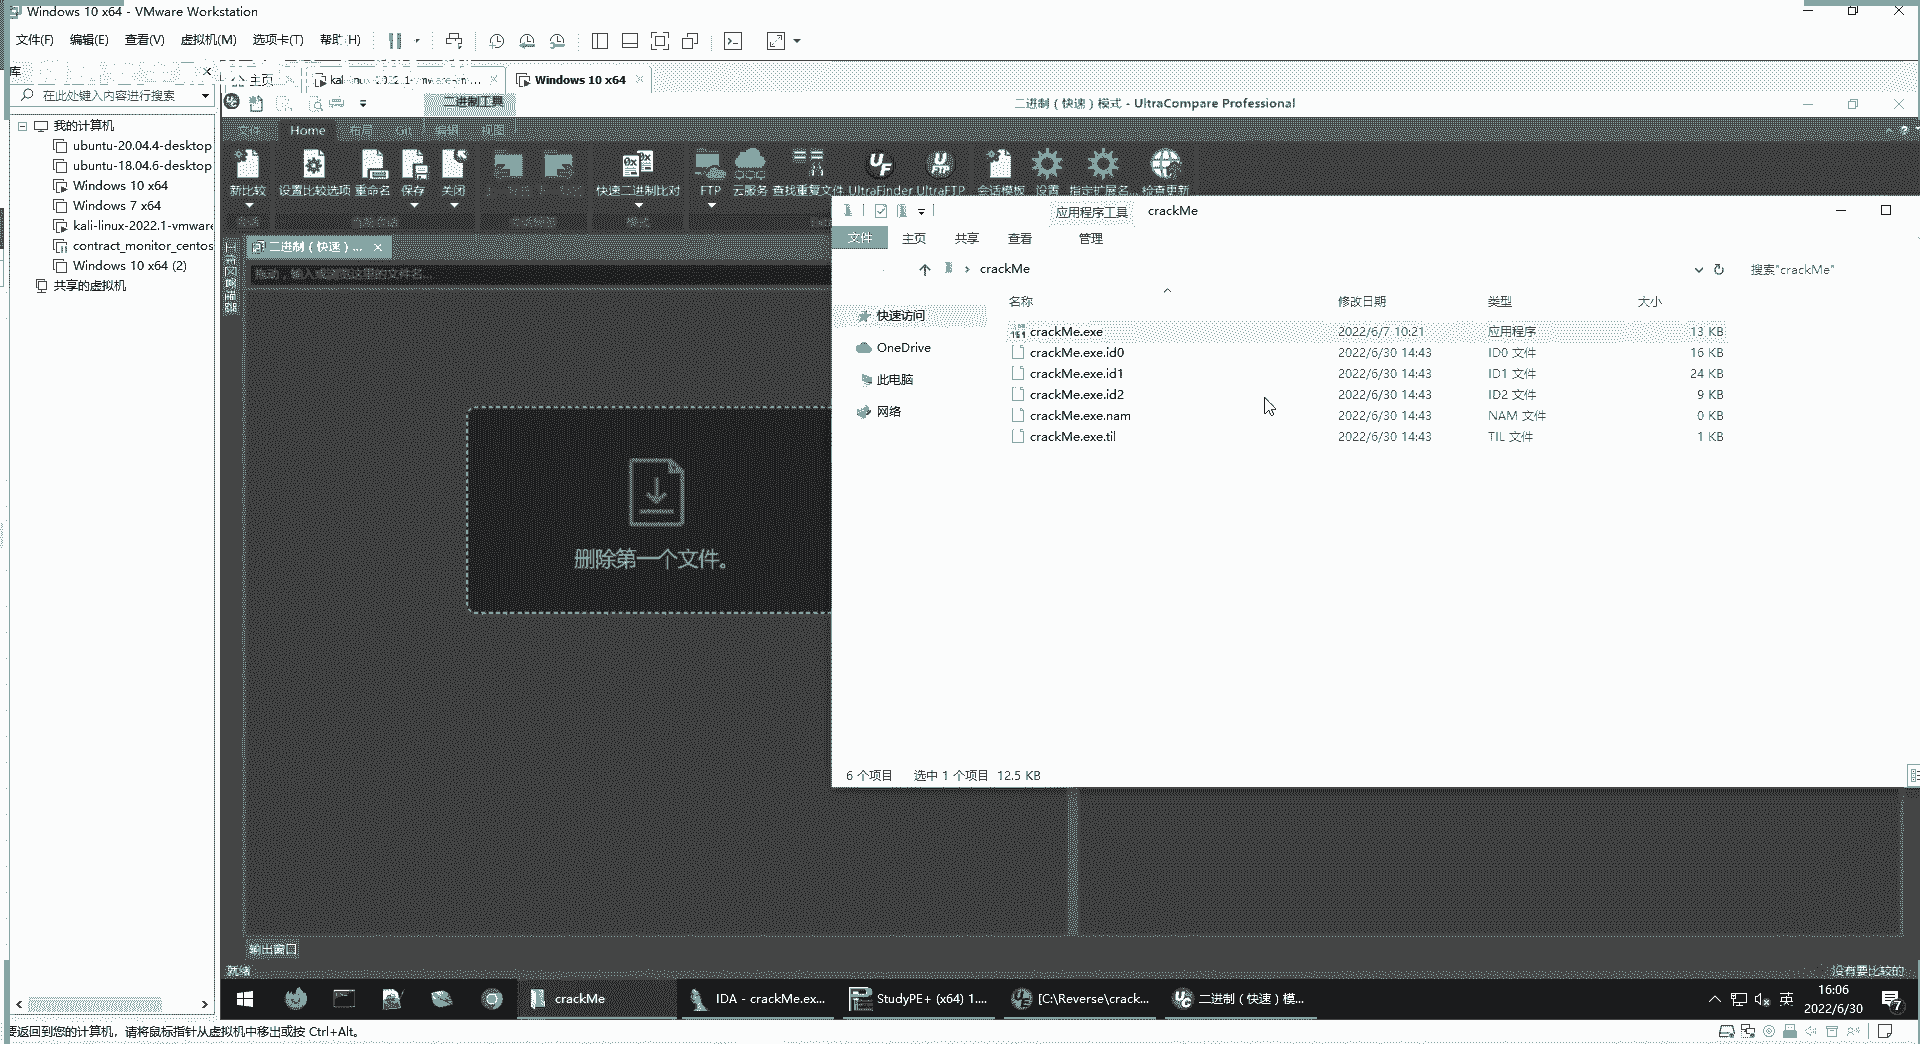 Windows 10 x64 - VMware Workstation
文件(F) 编辑(E) 查看(V) 虚拟机(M) 选项卡(T) 帮助(H)
库
主页 Windows 10 x64
在此处键入内容进行搜索
我的计算机
ubuntu-20.04.4-desktop
ubuntu-18.04.6-desktop
Windows 10 x64
Windows 7 x64
kali-linux-2022.1-vmware
contract_monitor_centos
Windows 10 x64 (2)
共享的虚拟机
二进制工具
二进制（快速）模式 - UltraCompare Professional
文件 Home 布局 Git 编辑 视图
新比较 设置比较选项 重命名 保存 关闭 快速二进制比对 FTP 云服务 查找重复文件 UltraFinder UltraFTP 会话模板 设置 指定扩展名... 检查更新
模式
二进制（快速）...
拖动，输入或浏览这里的文件名...
删除第一个文件。
应用程序工具 crackMe
文件 主页 共享 查看 管理
crackMe
搜索"crackMe"
快速访问
OneDrive
此电脑
网络
名称 修改日期 类型 大小
crackMe.exe 2022/6/7 10:21 应用程序 13 KB
crackMe.exe.id0 2022/6/30 14:43 ID0 文件 16 KB
crackMe.exe.id1 2022/6/30 14:43 ID1 文件 24 KB
crackMe.exe.id2 2022/6/30 14:43 ID2 文件 9 KB
crackMe.exe.nam 2022/6/30 14:43 NAM 文件 0 KB
crackMe.exe.til 2022/6/30 14:43 TIL 文件 1 KB
6 个项目 选中 1 个项目 12.5 KB
输出窗口
就绪
没有要比较的
crackMe
IDA - crackMe.ex...
StudyPE+ (x64) 1....
[C:\Reverse\crack...
二进制（快速）模...
英
16:06
2022/6/30
7
要返回到您的计算机，请将鼠标指针从虚拟机中移出或按 Ctrl+Alt。